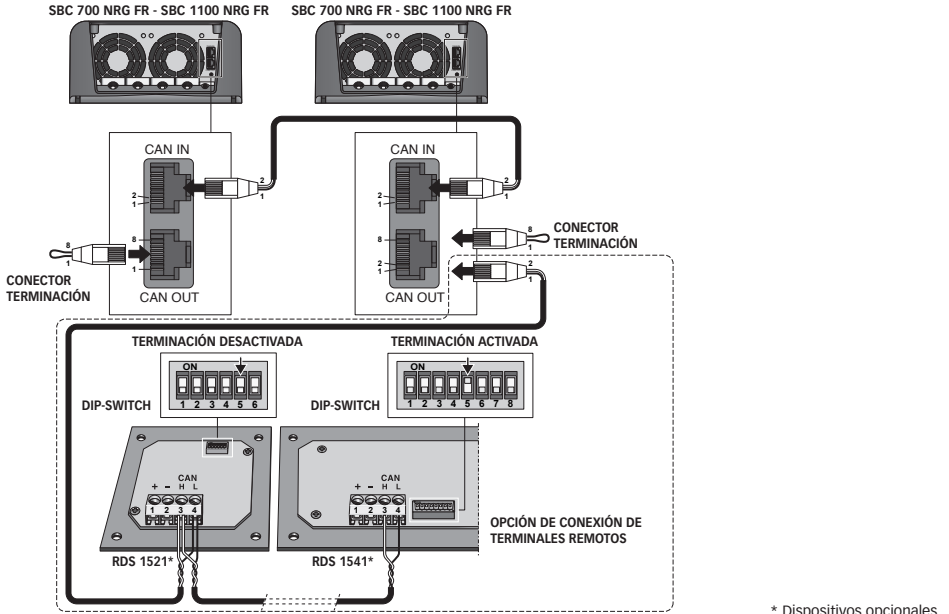 SBC 700 NRG FR - SBC 1100 NRG FR
SBC 700 NRG FR - SBC 1100 NRG FR
CAN IN
2
1
2
1
8
1
CAN OUT
8
1
CONECTOR
TERMINACIÓN
CAN IN
2
1
2
1
8
2
1
CAN OUT
8
1
CONECTOR
TERMINACIÓN
2
1
TERMINACIÓN DESACTIVADA
ON
1 2 3 4 5 6
DIP-SWITCH
TERMINACIÓN ACTIVADA
ON
1 2 3 4 5 6 7 8
DIP-SWITCH
CAN
+ - H L
1 2 3 4
RDS 1521*
CAN
+ - H L
1 2 3 4
RDS 1541*
OPCIÓN DE CONEXIÓN DE
TERMINALES REMOTOS
* Dispositivos opcionales